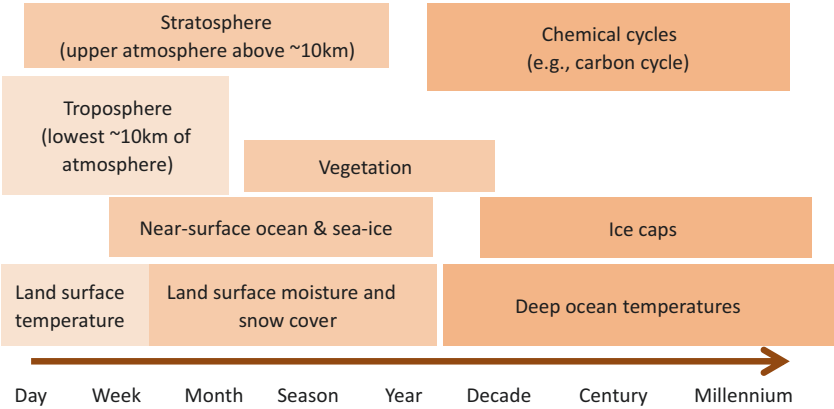 Stratosphere
(upper atmosphere above ~10km)
Chemical cycles
(e.g., carbon cycle)
Troposphere
(lowest ~10km of
atmosphere)
Vegetation
Near-surface ocean & sea-ice
Ice caps
Land surface
temperature
Land surface moisture and
snow cover
Deep ocean temperatures
Day Week Month Season Year Decade Century Millennium